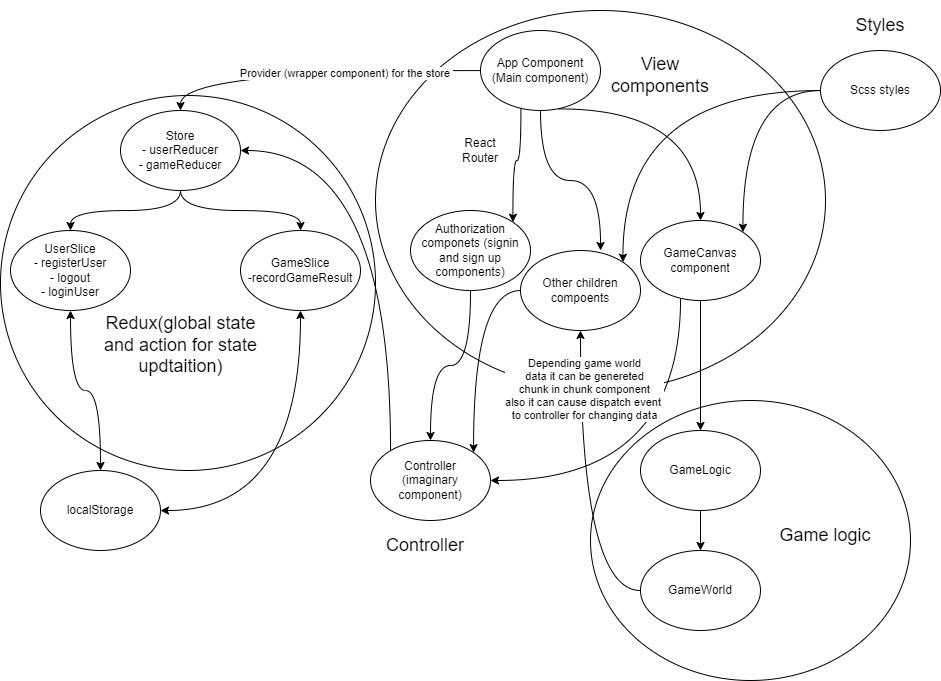 Styles
Scss styles
App Component
(Main component)
View
components
Provider (wrapper component) for the store
Store
- userReducer
- gameReducer
React
Router
UserSlice
- registerUser
- logout
- loginUser
GameSlice
-recordGameResult
Authorization
componets (signin
and sign up
components)
Other children
compoents
GameCanvas
component
Redux(global state
and action for state
updtaition)
Depending game world
data it can be genereted
chunk in chunk component
also it can cause dispatch event
to controller for changing data
localStorage
Controller
(imaginary
component)
Controller
GameLogic
Game logic
GameWorld